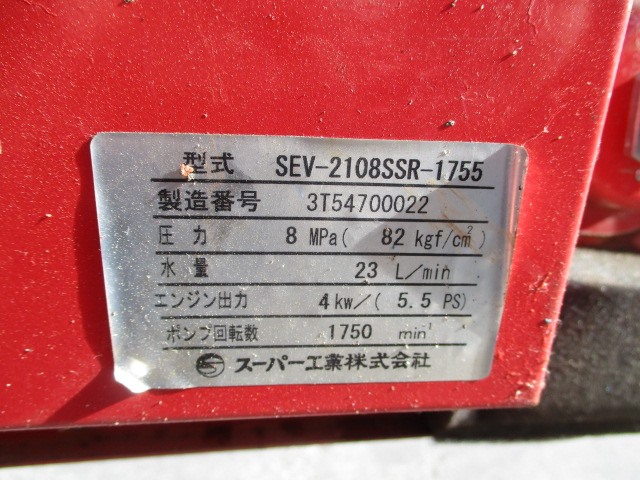 型式 SEV-2108SSR-1755
製造番号 3T54700022
圧力 8 MPa( 82 kgf/cm²)
水量 23 L/min
エンジン出力 4kw/( 5.5 PS)
ポンプ回転数 1750 min⁻¹
スーパー工業株式会社